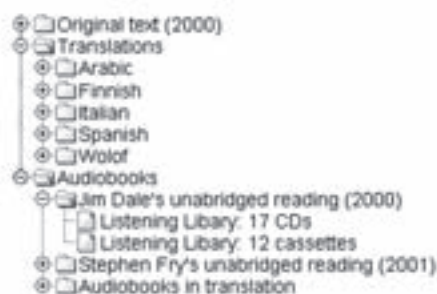 Original text (2000)
Translations
Arabic
Finnish
Italian
Spanish
Wolof
Audiobooks
Jim Dale's unabridged reading (2000)
Listening Libary: 17 CDs
Listening Libary: 12 cassettes
Stephen Fry's unabridged reading (2001)
Audiobooks in translation